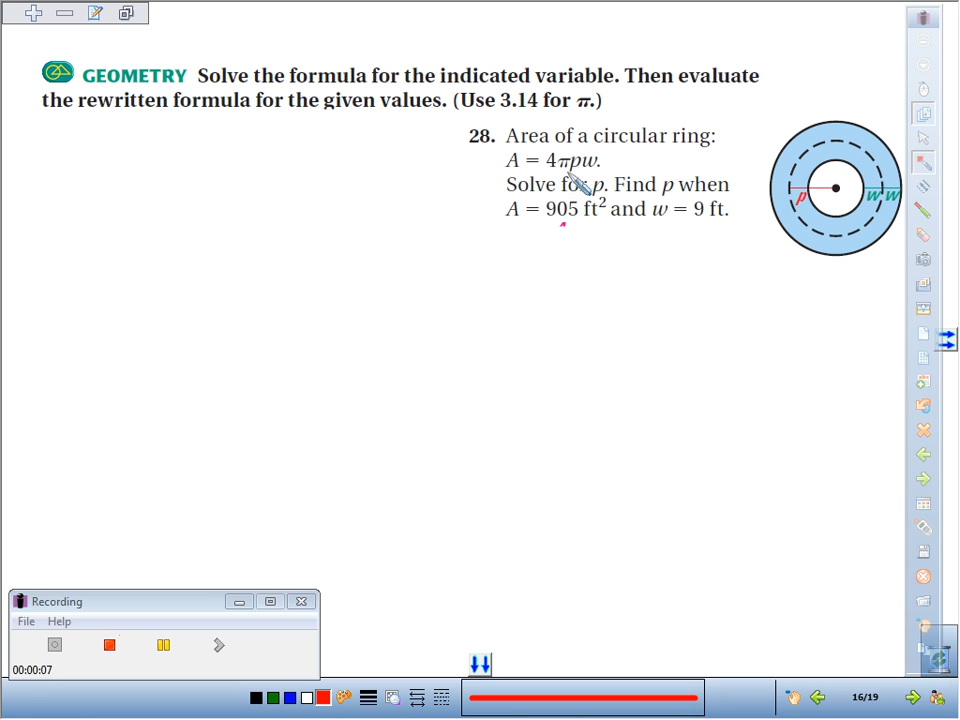 GEOMETRY Solve the formula for the indicated variable. Then evaluate
the rewritten formula for the given values. (Use 3.14 for π.)
28. Area of a circular ring:
A = 4πpw.
Solve for p. Find p when
A = 905 ft² and w = 9 ft.
p w w
Recording
File Help
00:00:07
16/19